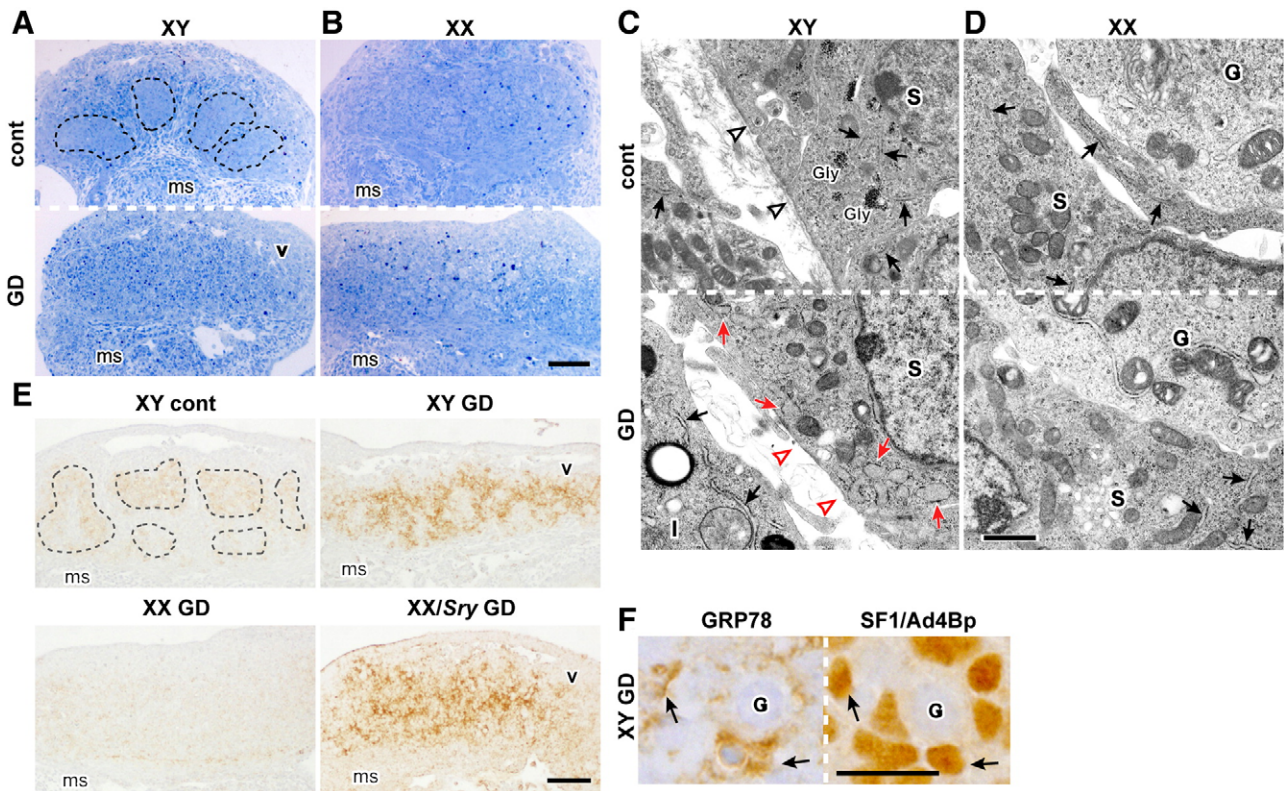 A XY B XX
cont
ms ms
GD
v
ms ms
C XY D XX
cont
S G
Gly
Gly
S
GD
S G
I S
E
XY cont XY GD
v
ms ms
XX GD XX/Sry GD
v
ms ms
F GRP78 SF1/Ad4Bp
XY GD
G G